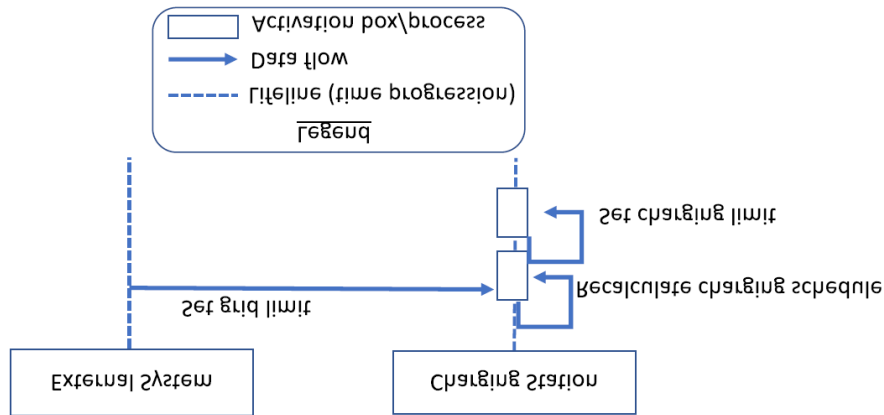 External System
Charging Station
Set grid limit
Recalculate charging schedule
Set charging limit
Legend
Lifeline (time progression)
Data flow
Activation box/process